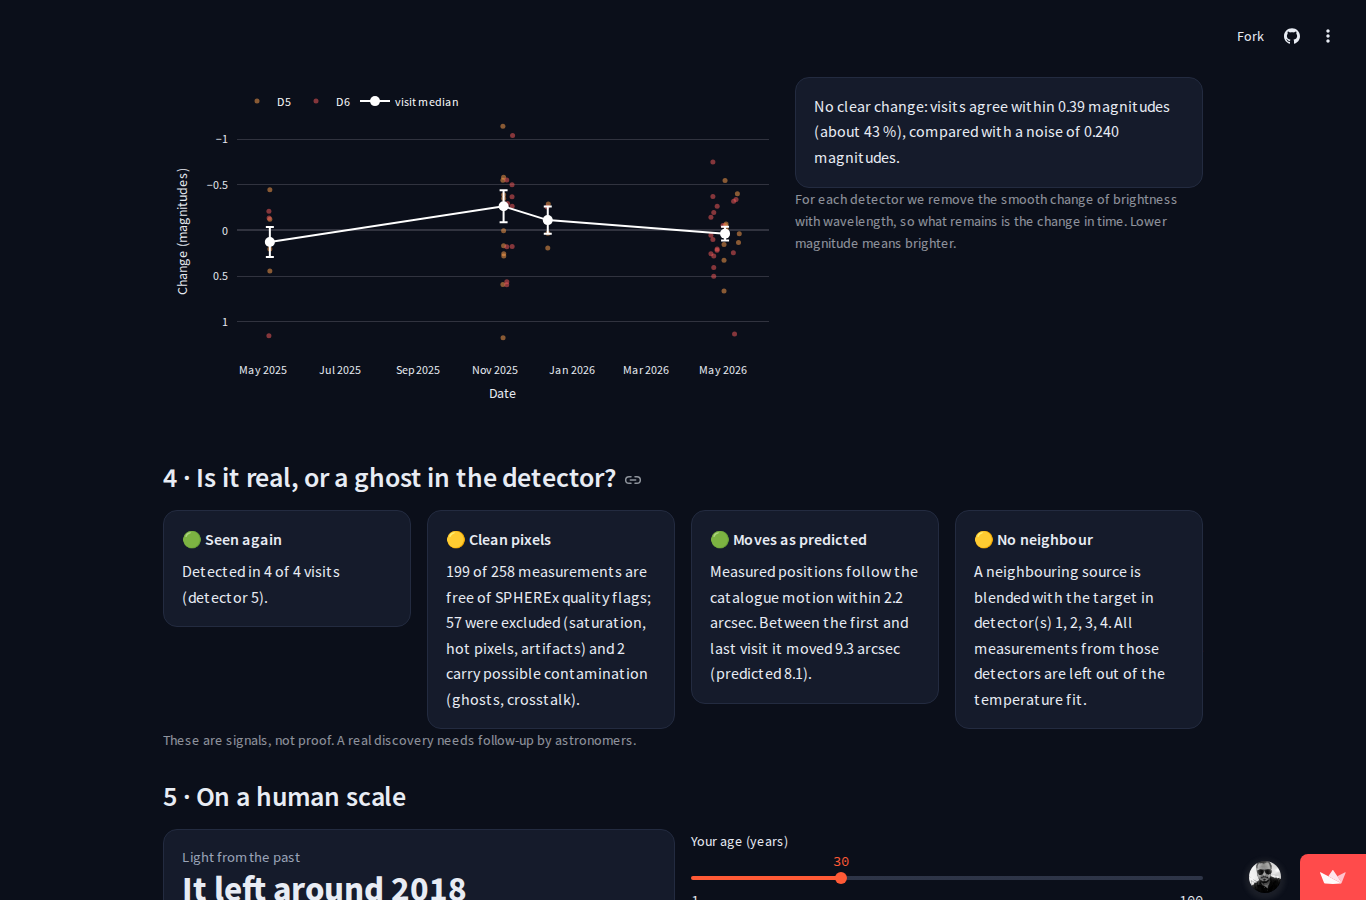 Fork
D5 D6 visit median
−1
−0.5
0
0.5
1
Change (magnitudes)
May 2025 Jul 2025 Sep 2025 Nov 2025 Jan 2026 Mar 2026 May 2026
Date
No clear change: visits agree within 0.39 magnitudes
(about 43 %), compared with a noise of 0.240
magnitudes.
For each detector we remove the smooth change of brightness
with wavelength, so what remains is the change in time. Lower
magnitude means brighter.
4 · Is it real, or a ghost in the detector?
Seen again
Detected in 4 of 4 visits
(detector 5).
Clean pixels
199 of 258 measurements are
free of SPHEREx quality flags;
57 were excluded (saturation,
hot pixels, artifacts) and 2
carry possible contamination
(ghosts, crosstalk).
Moves as predicted
Measured positions follow the
catalogue motion within 2.2
arcsec. Between the first and
last visit it moved 9.3 arcsec
(predicted 8.1).
No neighbour
A neighbouring source is
blended with the target in
detector(s) 1, 2, 3, 4. All
measurements from those
detectors are left out of the
temperature fit.
These are signals, not proof. A real discovery needs follow-up by astronomers.
5 · On a human scale
Light from the past
It left around 2018
Your age (years)
30
1 100